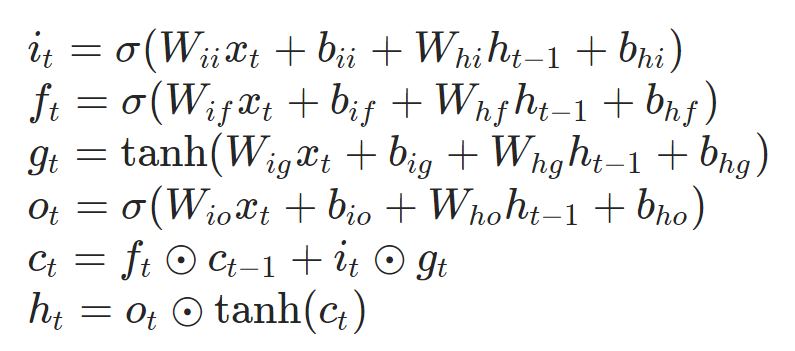 i_t = σ(W_{ii}x_t + b_{ii} + W_{hi}h_{t−1} + b_{hi})
f_t = σ(W_{if}x_t + b_{if} + W_{hf}h_{t−1} + b_{hf})
g_t = tanh(W_{ig}x_t + b_{ig} + W_{hg}h_{t−1} + b_{hg})
o_t = σ(W_{io}x_t + b_{io} + W_{ho}h_{t−1} + b_{ho})
c_t = f_t ⊙ c_{t−1} + i_t ⊙ g_t
h_t = o_t ⊙ tanh(c_t)